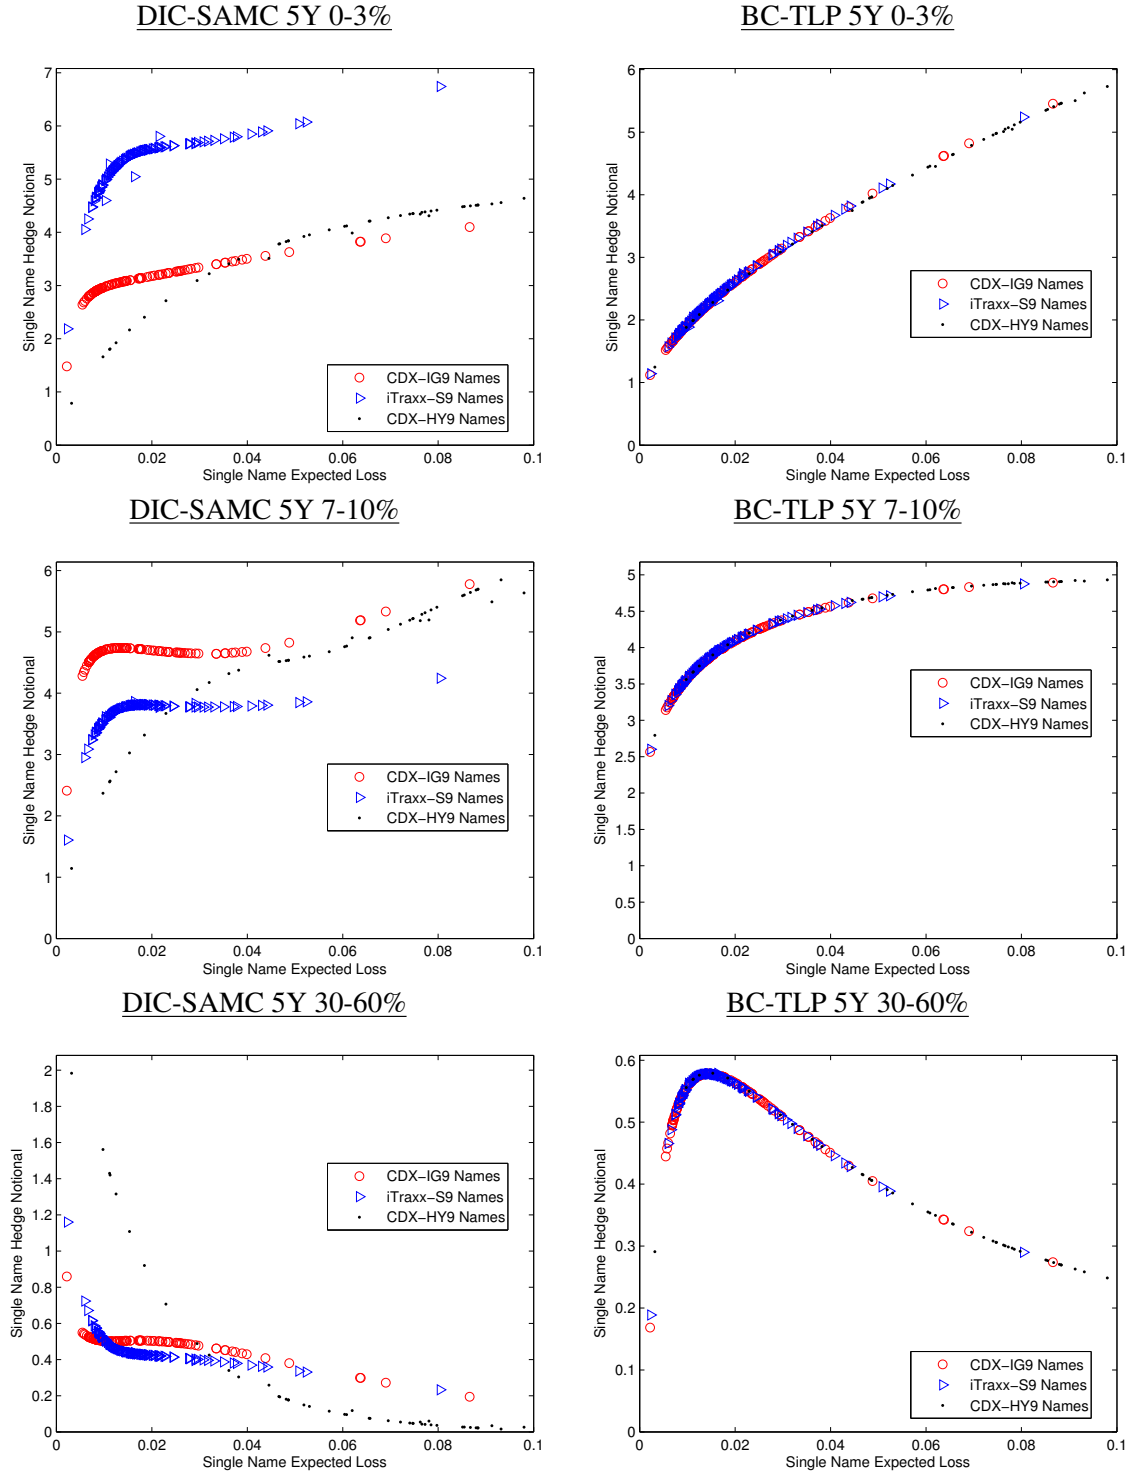 DIC-SAMC 5Y 0-3%
7
6
5
4
3
2
1
0
Single Name Hedge Notional
CDX−IG9 Names
iTraxx−S9 Names
CDX−HY9 Names
0 0.02 0.04 0.06 0.08 0.1
Single Name Expected Loss
BC-TLP 5Y 0-3%
6
5
4
3
2
1
0
Single Name Hedge Notional
CDX−IG9 Names
iTraxx−S9 Names
CDX−HY9 Names
0 0.02 0.04 0.06 0.08 0.1
Single Name Expected Loss
DIC-SAMC 5Y 7-10%
6
5
4
3
2
1
0
Single Name Hedge Notional
CDX−IG9 Names
iTraxx−S9 Names
CDX−HY9 Names
0 0.02 0.04 0.06 0.08 0.1
Single Name Expected Loss
BC-TLP 5Y 7-10%
5
4.5
4
3.5
3
2.5
2
1.5
1
0.5
0
Single Name Hedge Notional
CDX−IG9 Names
iTraxx−S9 Names
CDX−HY9 Names
0 0.02 0.04 0.06 0.08 0.1
Single Name Expected Loss
DIC-SAMC 5Y 30-60%
2
1.8
1.6
1.4
1.2
1
0.8
0.6
0.4
0.2
0
Single Name Hedge Notional
CDX−IG9 Names
iTraxx−S9 Names
CDX−HY9 Names
0 0.02 0.04 0.06 0.08 0.1
Single Name Expected Loss
BC-TLP 5Y 30-60%
0.6
0.5
0.4
0.3
0.2
0.1
0
Single Name Hedge Notional
CDX−IG9 Names
iTraxx−S9 Names
CDX−HY9 Names
0 0.02 0.04 0.06 0.08 0.1
Single Name Expected Loss